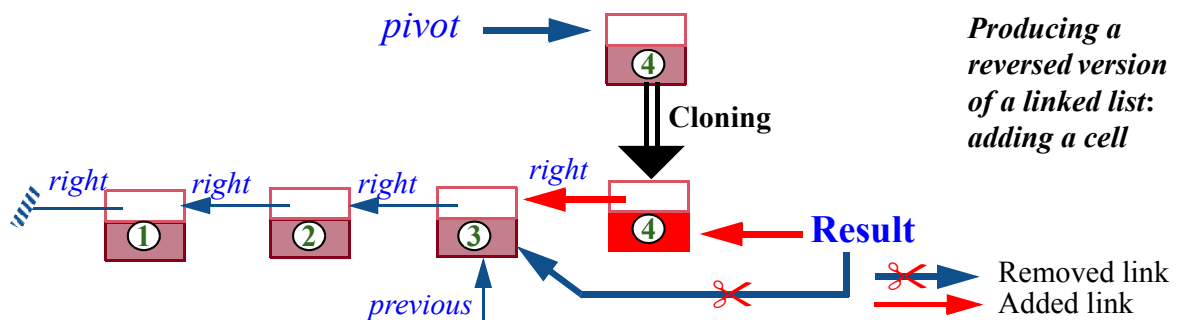 pivot
4
Producing a
reversed version
of a linked list:
adding a cell
Cloning
right
right
right
right
1
2
3
4
Result
previous
Removed link
Added link